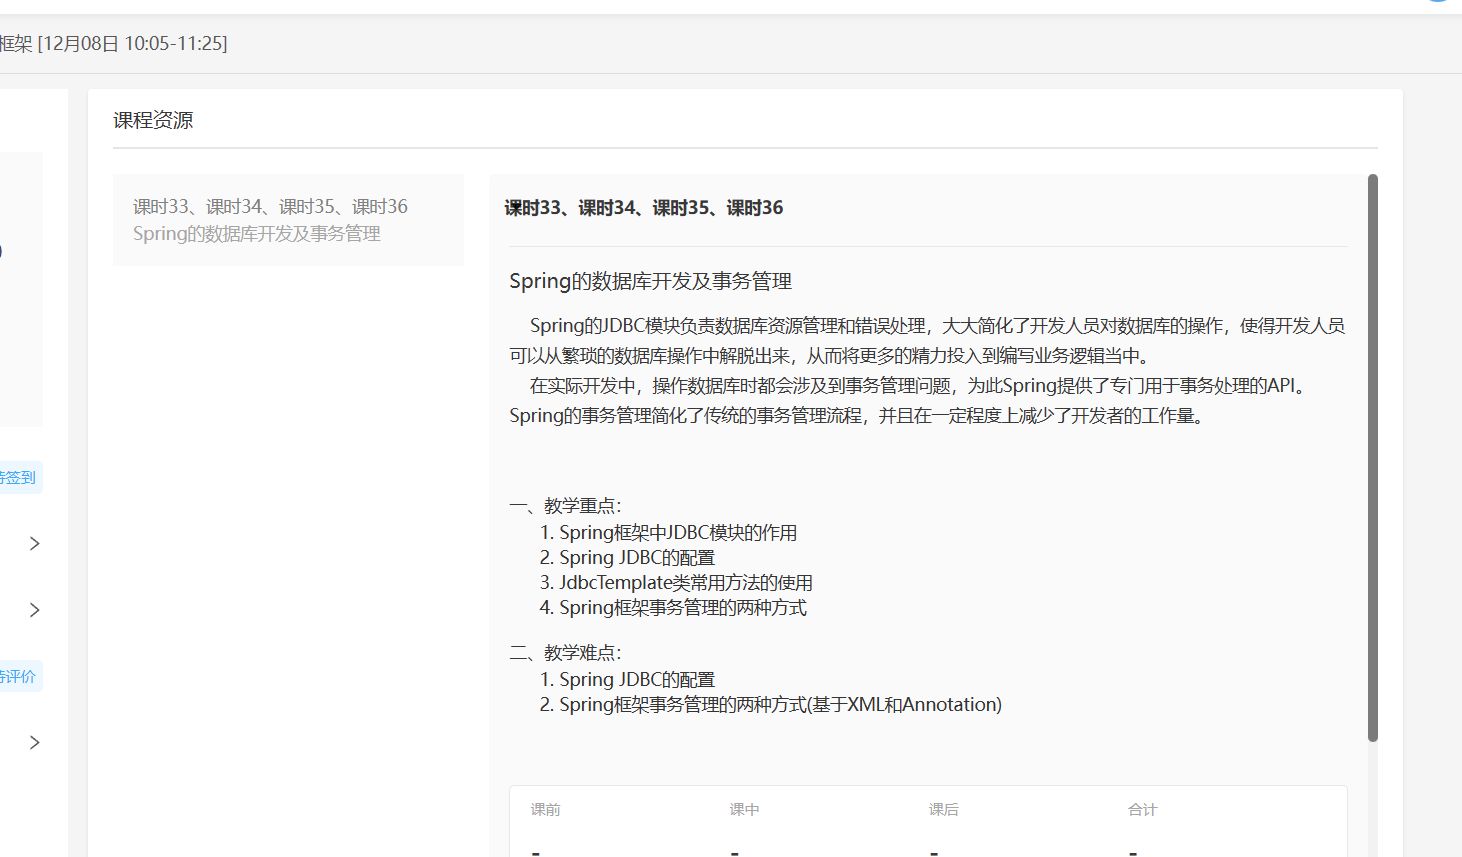 框架 [12月08日 10:05-11:25]
课程资源
课时33、课时34、课时35、课时36
Spring的数据库开发及事务管理
课时33、课时34、课时35、课时36
Spring的数据库开发及事务管理
Spring的JDBC模块负责数据库资源管理和错误处理，大大简化了开发人员对数据库的操作，使得开发人员
可以从繁琐的数据库操作中解脱出来，从而将更多的精力投入到编写业务逻辑当中。
在实际开发中，操作数据库时都会涉及到事务管理问题，为此Spring提供了专门用于事务处理的API。
Spring的事务管理简化了传统的事务管理流程，并且在一定程度上减少了开发者的工作量。
)
待签到
待评价
一、教学重点：
1. Spring框架中JDBC模块的作用
2. Spring JDBC的配置
3. JdbcTemplate类常用方法的使用
4. Spring框架事务管理的两种方式
二、教学难点：
1. Spring JDBC的配置
2. Spring框架事务管理的两种方式(基于XML和Annotation)
课前 课中 课后 合计
- - - -